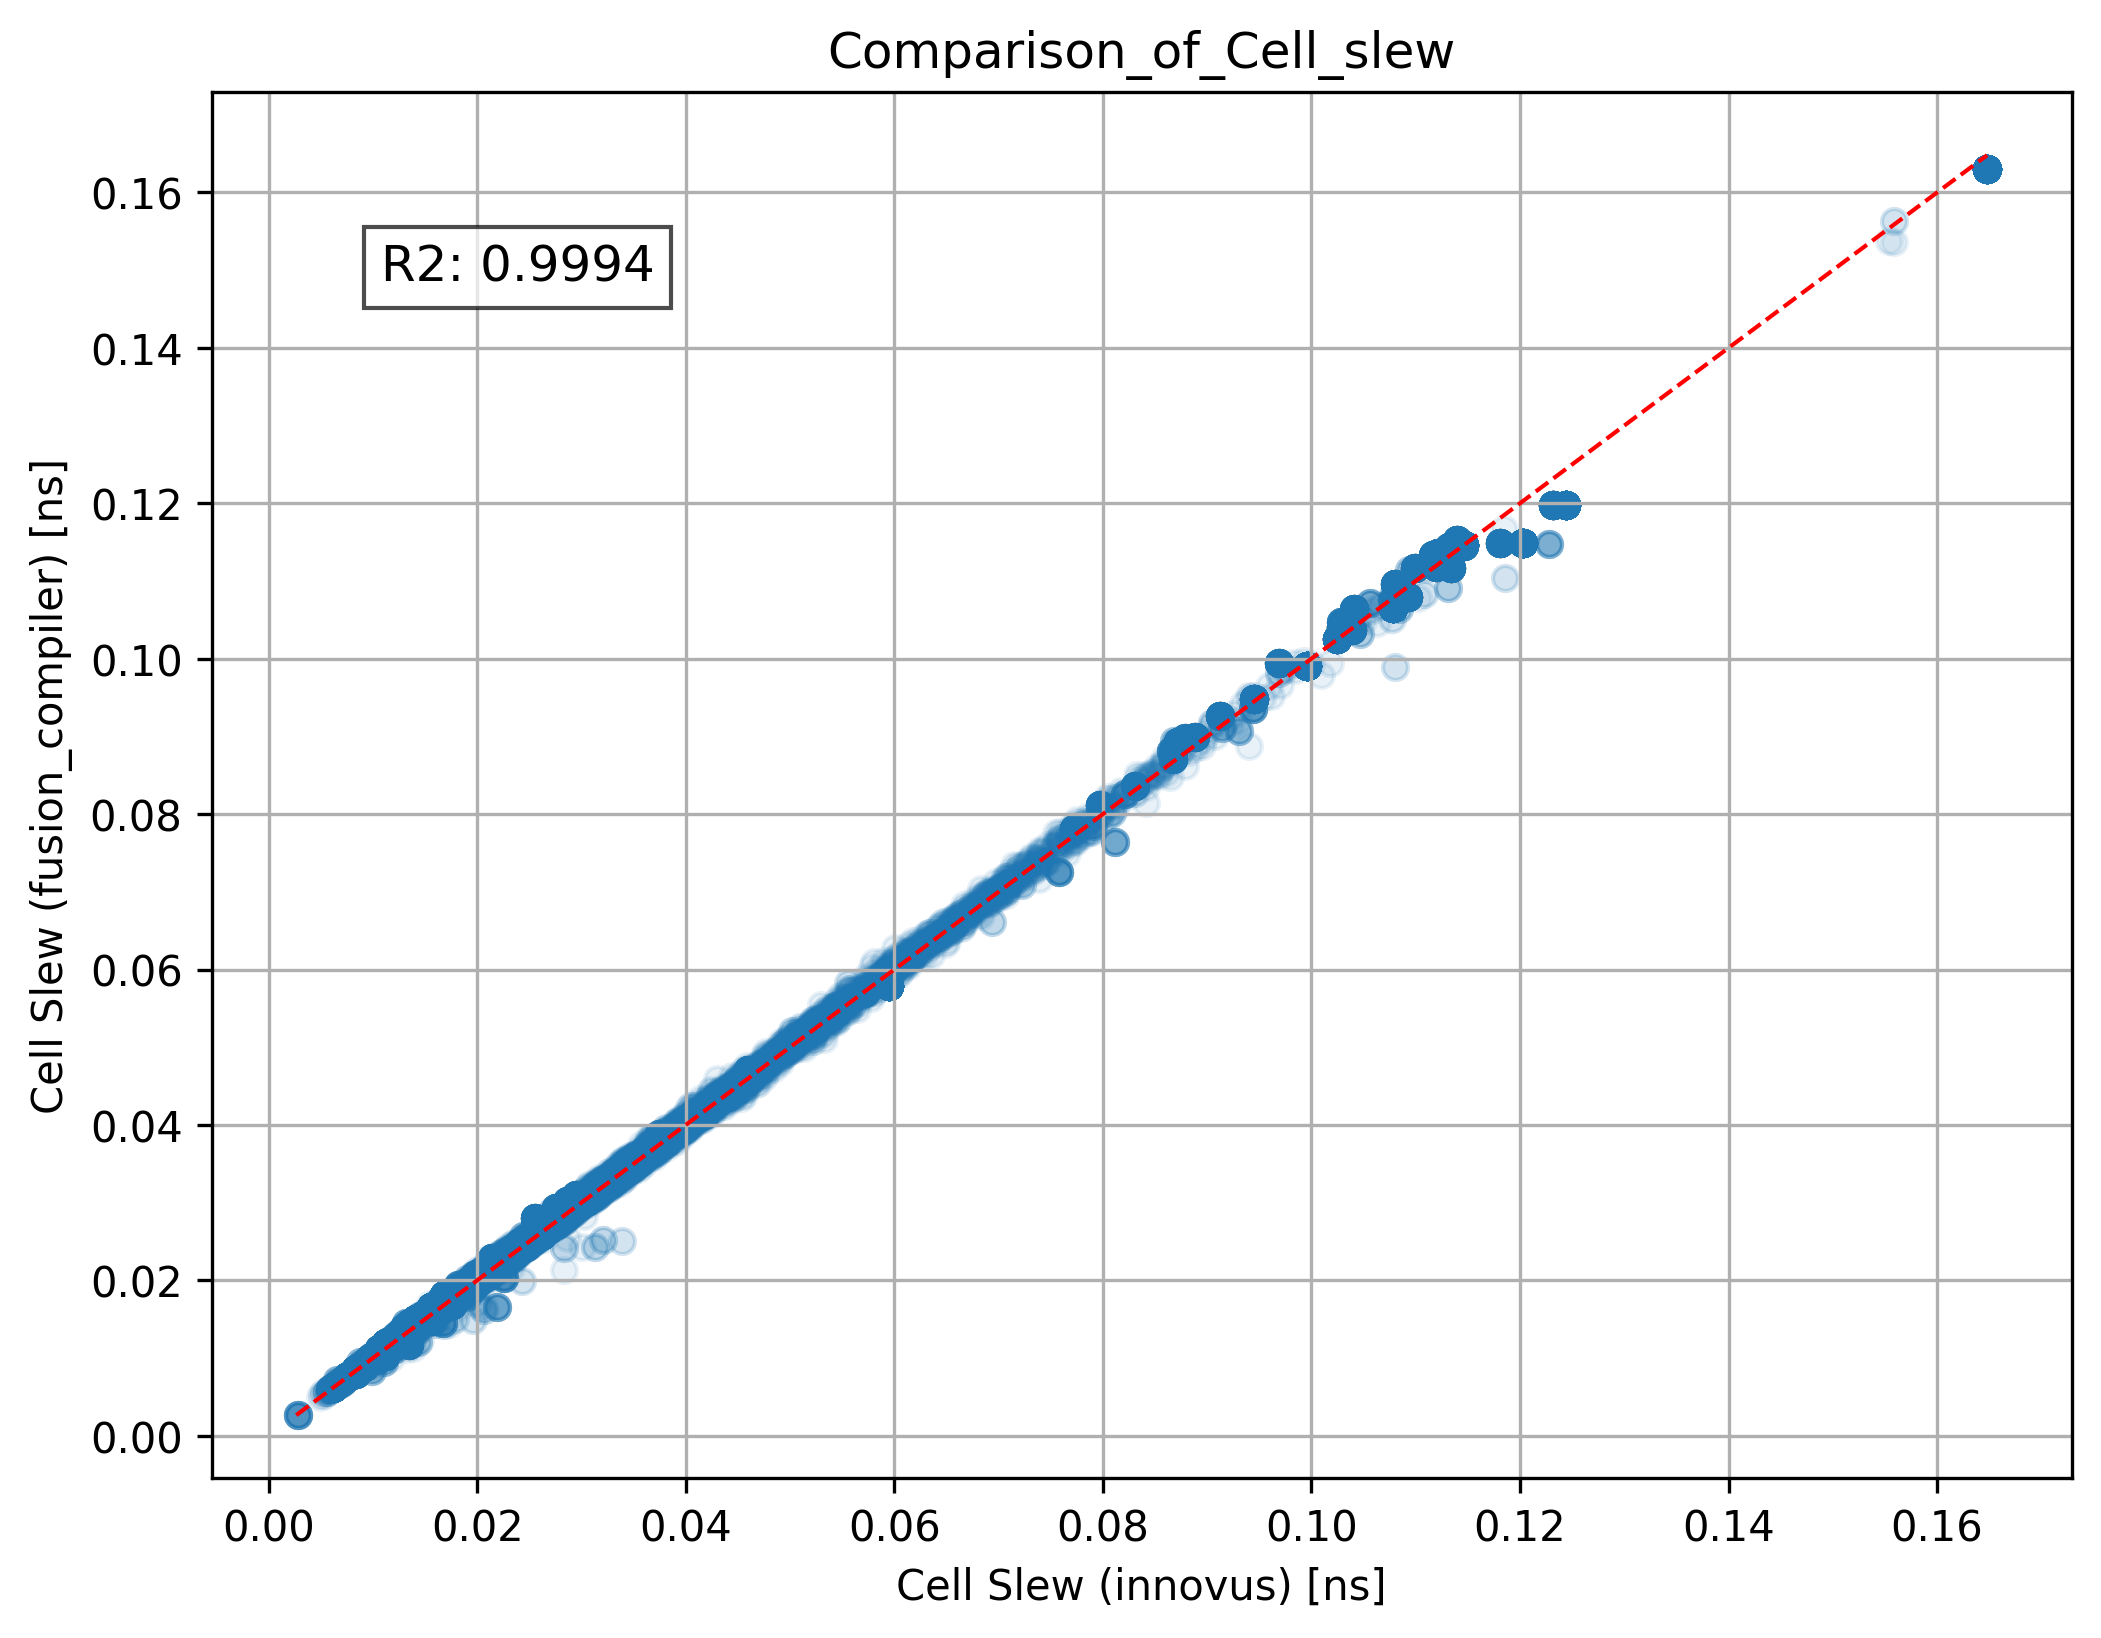 Comparison_of_Cell_slew
R2: 0.9994
Cell Slew (fusion_compiler) [ns]
0.16
0.14
0.12
0.10
0.08
0.06
0.04
0.02
0.00
0.00 0.02 0.04 0.06 0.08 0.10 0.12 0.14 0.16
Cell Slew (innovus) [ns]